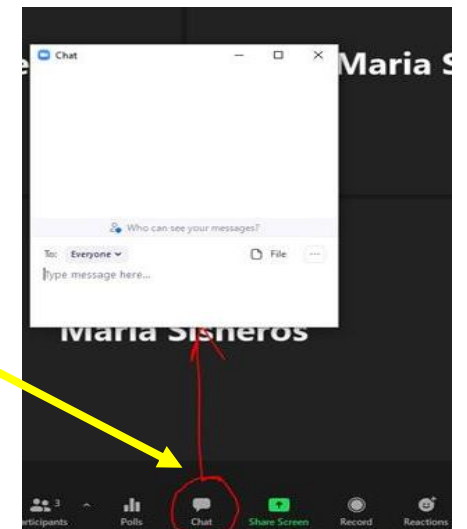 Chat
Maria S
Who can see your messages?
To: Everyone File ...
Type message here...
Maria Sisneros
3
rticipants Polls Chat Share Screen Record Reactions